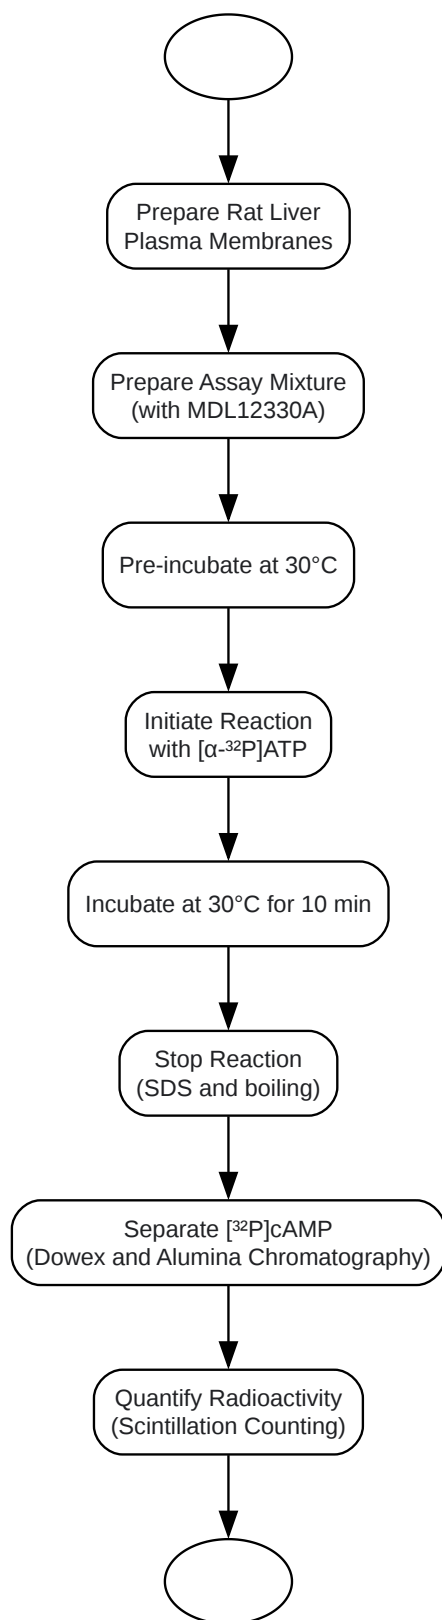 Prepare Rat Liver
Plasma Membranes
Prepare Assay Mixture
(with MDL12330A)
Pre-incubate at 30°C
Initiate Reaction
with [α-³²P]ATP
Incubate at 30°C for 10 min
Stop Reaction
(SDS and boiling)
Separate [³²P]cAMP
(Dowex and Alumina Chromatography)
Quantify Radioactivity
(Scintillation Counting)